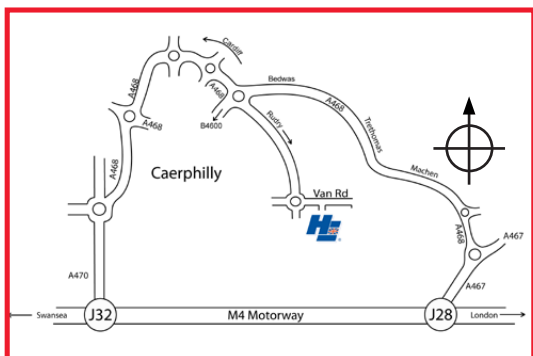 Cardiff
Bedwas
A468
A468
A468
A468
B4600
Rudry
Trethomas
A468
Caerphilly
Machen
Van Rd
HE
A468
A467
A470
A467
Swansea
J32
M4 Motorway
J28
London